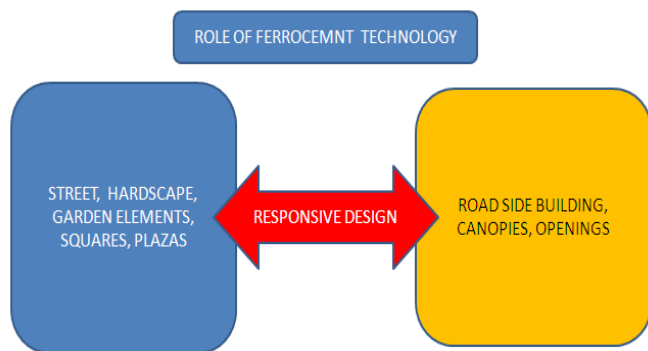 ROLE OF FERROCEMNT TECHNOLOGY
STREET, HARDSCAPE,
GARDEN ELEMENTS,
SQUARES, PLAZAS
RESPONSIVE DESIGN
ROAD SIDE BUILDING,
CANOPIES, OPENINGS